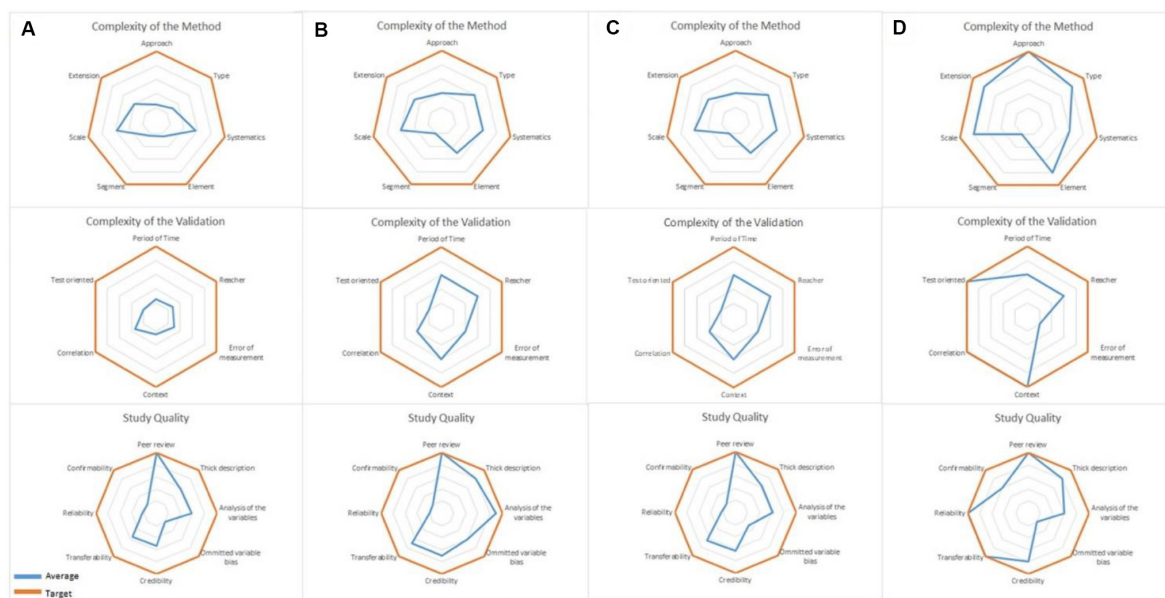 A
Complexity of the Method
Approach
Type
Systematics
Element
Segment
Scale
Extension
Complexity of the Validation
Period of Time
Reacher
Error of
measurement
Context
Correlation
Test oriented
Study Quality
Peer review
Thick description
Analysis of the
variables
Ommitted variable
bias
Credibility
Transferability
Reliability
Confirmability
Average
Target
B
Complexity of the Method
Approach
Type
Systematics
Element
Segment
Scale
Extension
Complexity of the Validation
Period of Time
Reacher
Error of
measurement
Context
Correlation
Test oriented
Study Quality
Peer review
Thick description
Analysis of the
variables
Ommitted variable
bias
Credibility
Transferability
Reliability
Confirmability
C
Complexity of the Method
Approach
Type
Systematics
Element
Segment
Scale
Extension
Complexity of the Validation
Period of Time
Reacher
Error of
measurement
Context
Correlation
Test oriented
Study Quality
Peer review
Thick description
Analysis of the
variables
Ommitted variable
bias
Credibility
Transferability
Reliability
Confirmability
D
Complexity of the Method
Approach
Type
Systematics
Element
Segment
Scale
Extension
Complexity of the Validation
Period of Time
Reacher
Error of
measurement
Context
Correlation
Test oriented
Study Quality
Peer review
Thick description
Analysis of the
variables
Ommitted variable
bias
Credibility
Transferability
Reliability
Confirmability